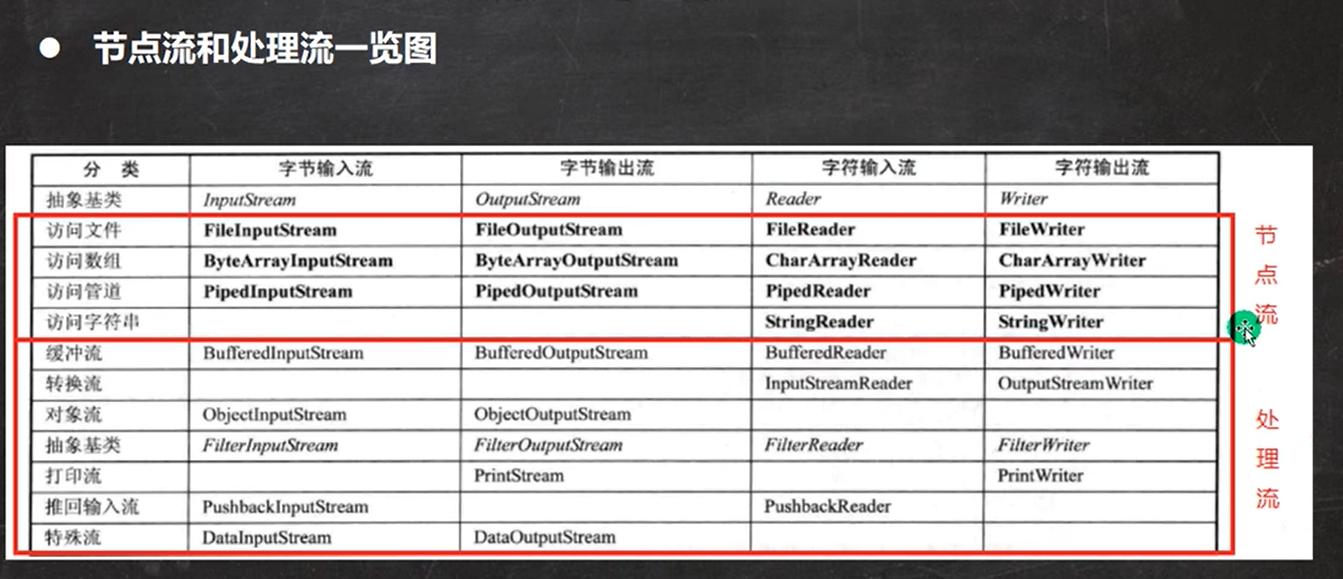 ● 节点流和处理流一览图
分 类 字节输入流 字节输出流 字符输入流 字符输出流
抽象基类 InputStream OutputStream Reader Writer
访问文件 FileInputStream FileOutputStream FileReader FileWriter
访问数组 ByteArrayInputStream ByteArrayOutputStream CharArrayReader CharArrayWriter
访问管道 PipedInputStream PipedOutputStream PipedReader PipedWriter
访问字符串 StringReader StringWriter
缓冲流 BufferedInputStream BufferedOutputStream BufferedReader BufferedWriter
转换流 InputStreamReader OutputStreamWriter
对象流 ObjectInputStream ObjectOutputStream
抽象基类 FilterInputStream FilterOutputStream FilterReader FilterWriter
打印流 PrintStream PrintWriter
推回输入流 PushbackInputStream PushbackReader
特殊流 DataInputStream DataOutputStream
节点流
处理流